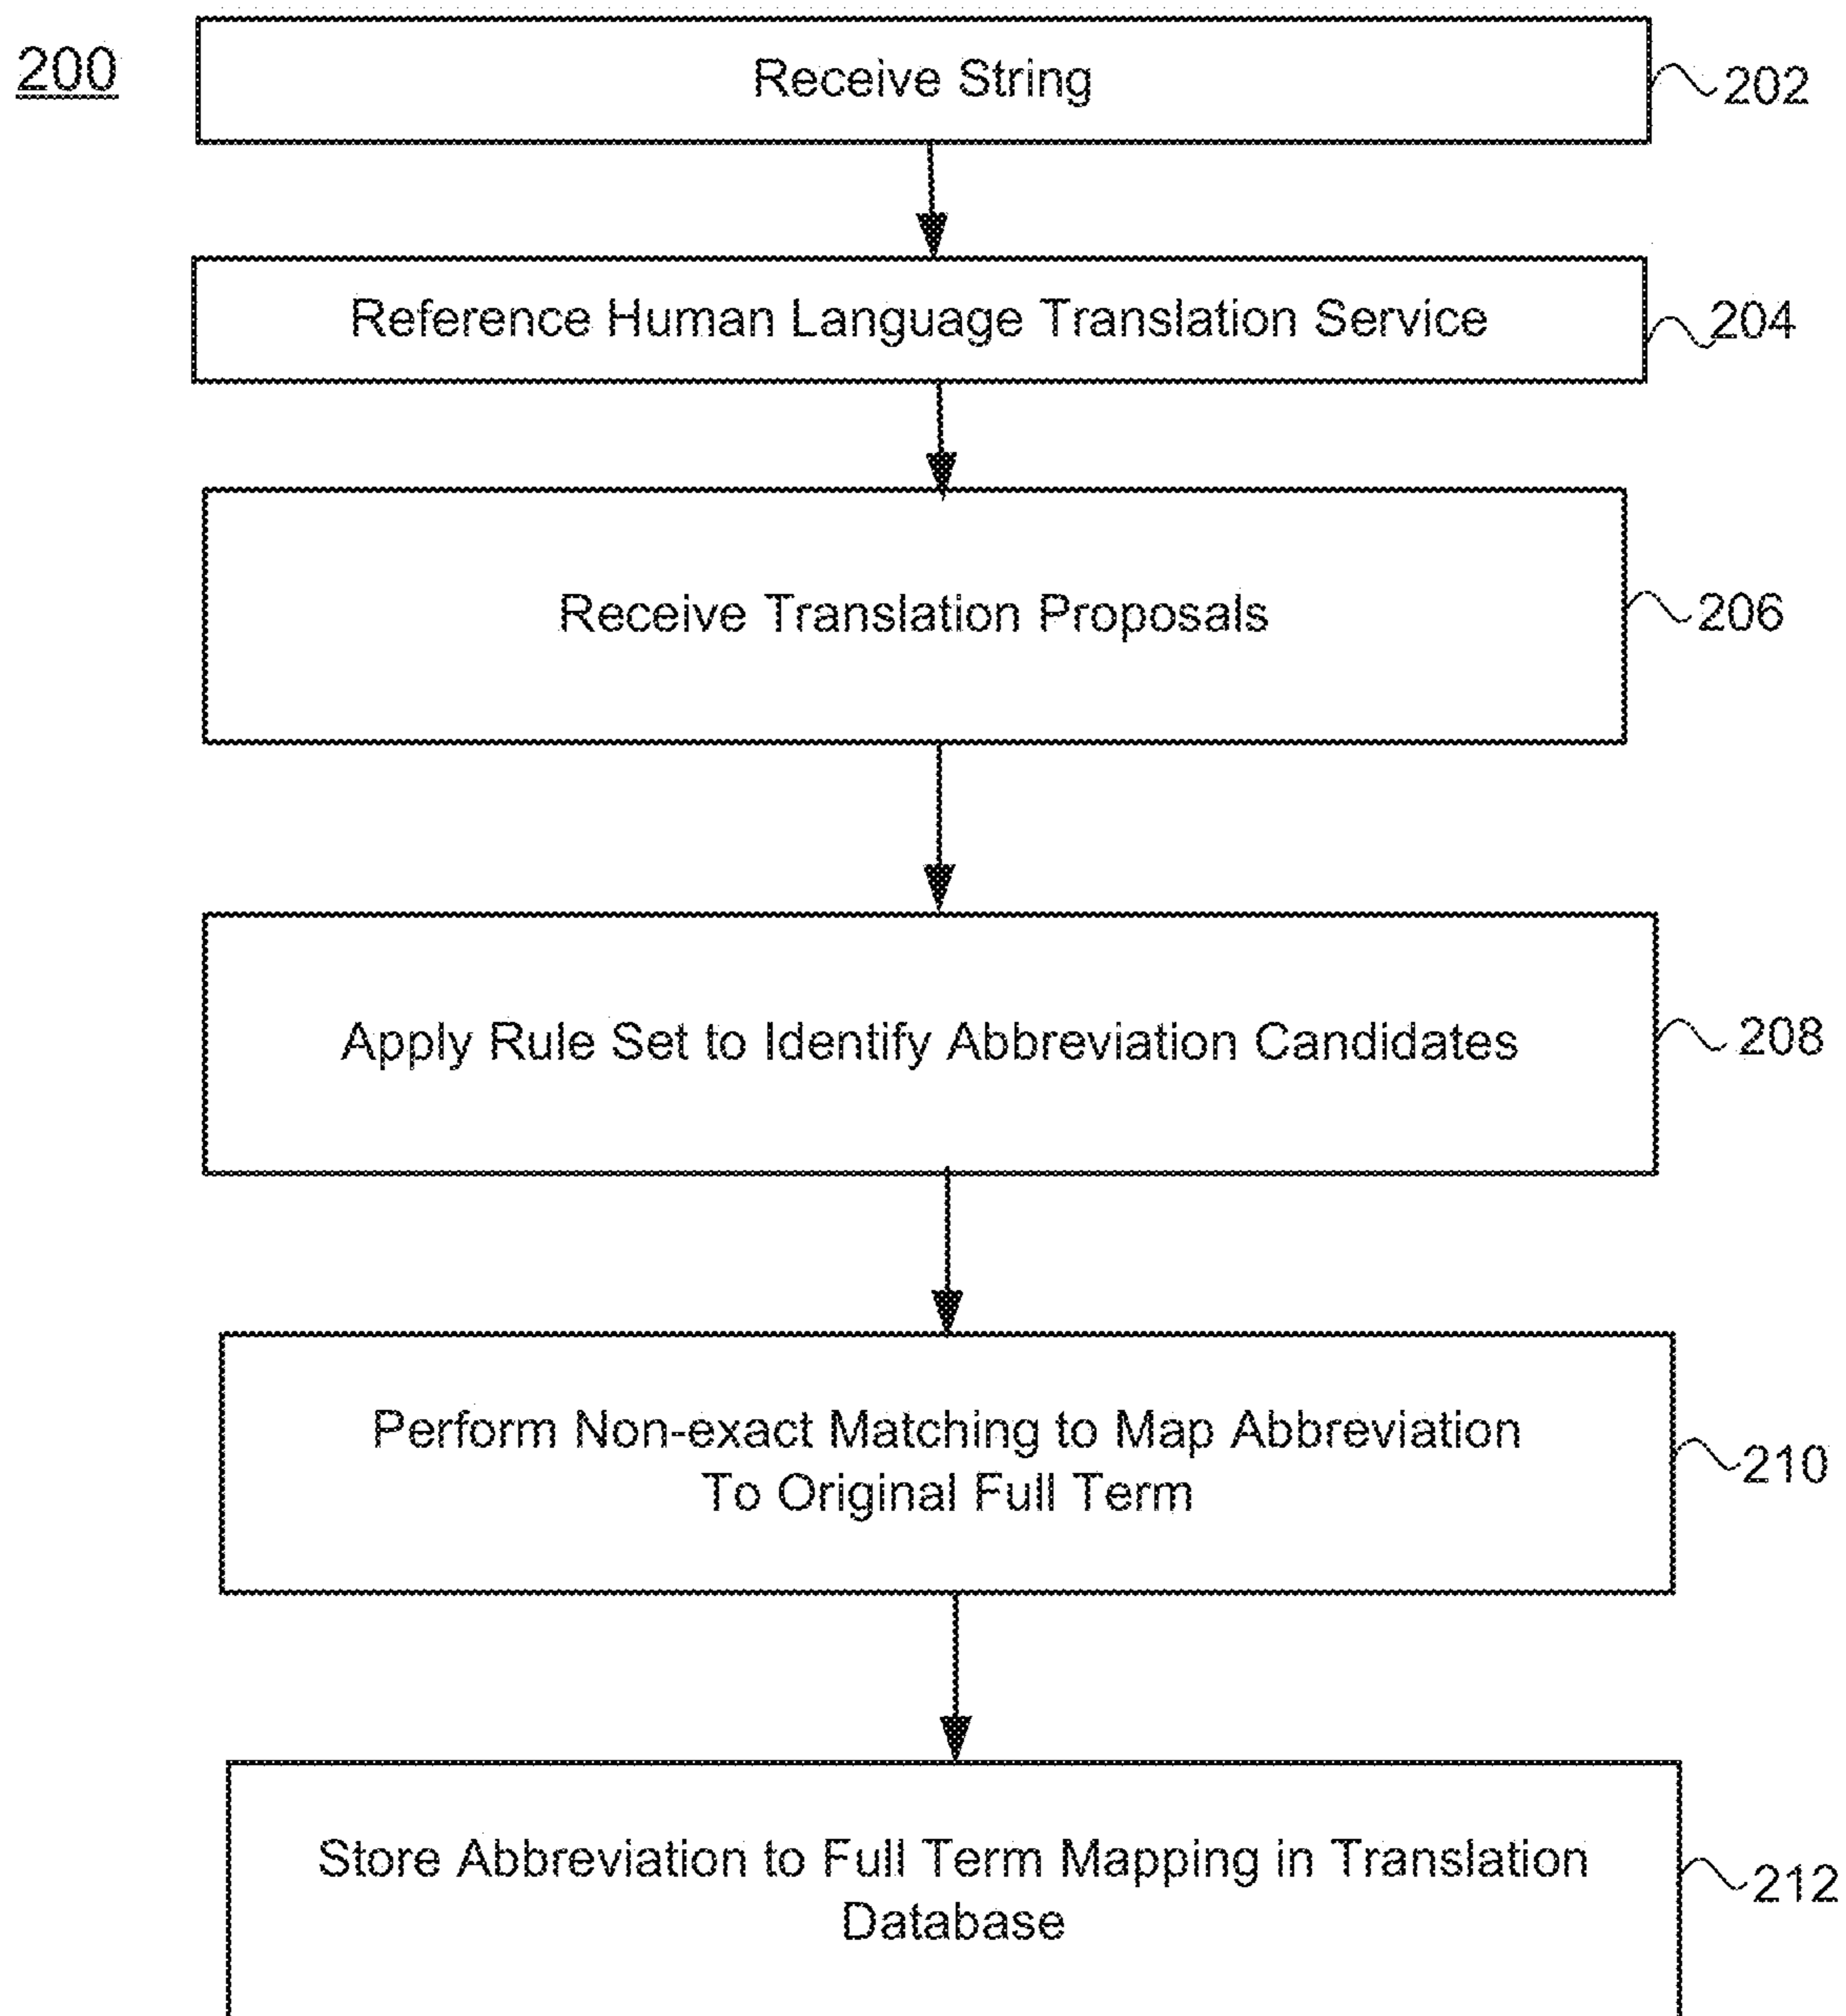 200
Receive String
202
Reference Human Language Translation Service
204
Receive Translation Proposals
206
Apply Rule Set to Identify Abbreviation Candidates
208
Perform Non-exact Matching to Map Abbreviation
To Original Full Term
210
Store Abbreviation to Full Term Mapping in Translation
Database
212